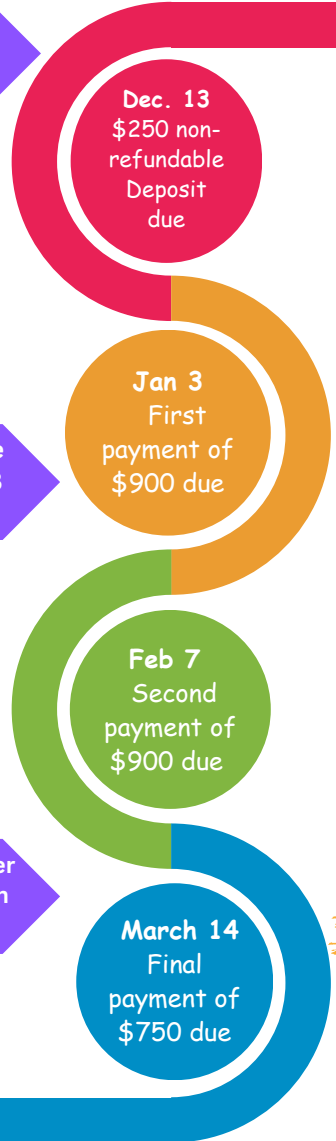 Dec. 13
$250 non-
refundable
Deposit
due
Jan 3
First
payment of
$900 due
Feb 7
Second
payment of
$900 due
March 14
Final
payment of
$750 due